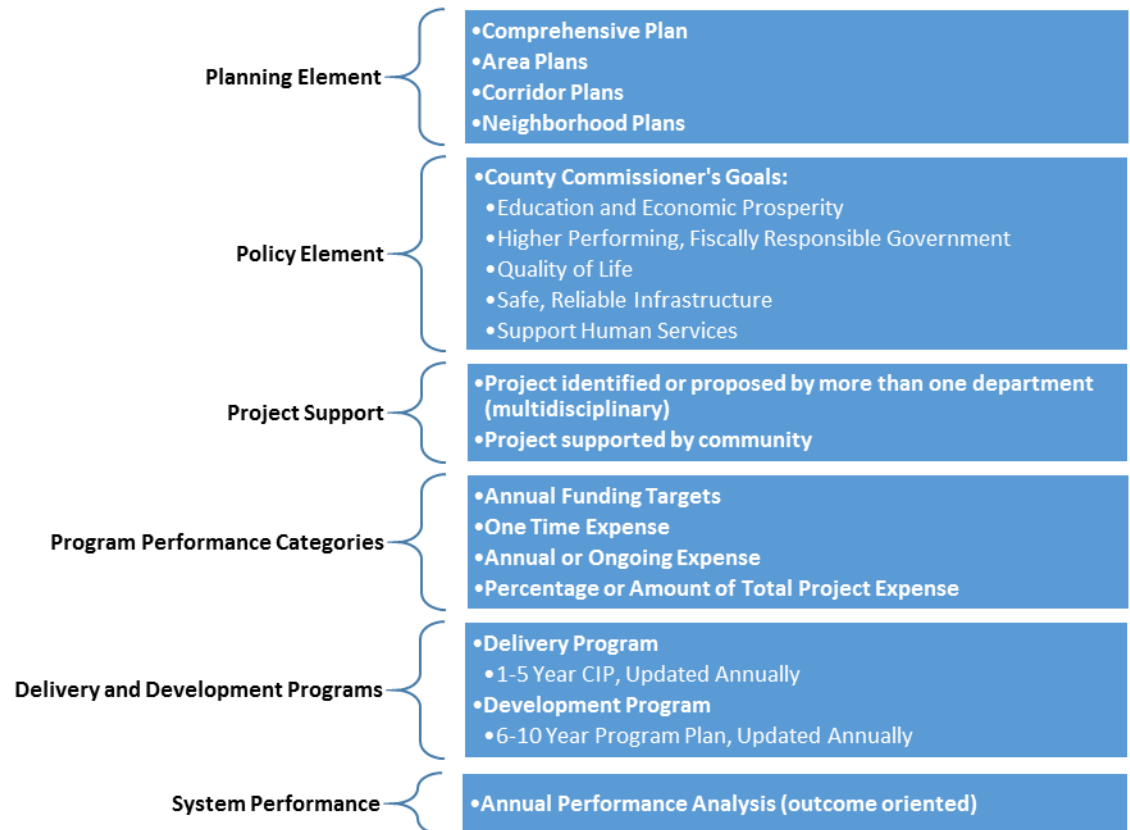 Planning Element
•Comprehensive Plan
•Area Plans
•Corridor Plans
•Neighborhood Plans
Policy Element
•County Commissioner's Goals:
•Education and Economic Prosperity
•Higher Performing, Fiscally Responsible Government
•Quality of Life
•Safe, Reliable Infrastructure
•Support Human Services
Project Support
•Project identified or proposed by more than one department
(multidisciplinary)
•Project supported by community
Program Performance Categories
•Annual Funding Targets
•One Time Expense
•Annual or Ongoing Expense
•Percentage or Amount of Total Project Expense
Delivery and Development Programs
•Delivery Program
•1-5 Year CIP, Updated Annually
•Development Program
•6-10 Year Program Plan, Updated Annually
System Performance
•Annual Performance Analysis (outcome oriented)